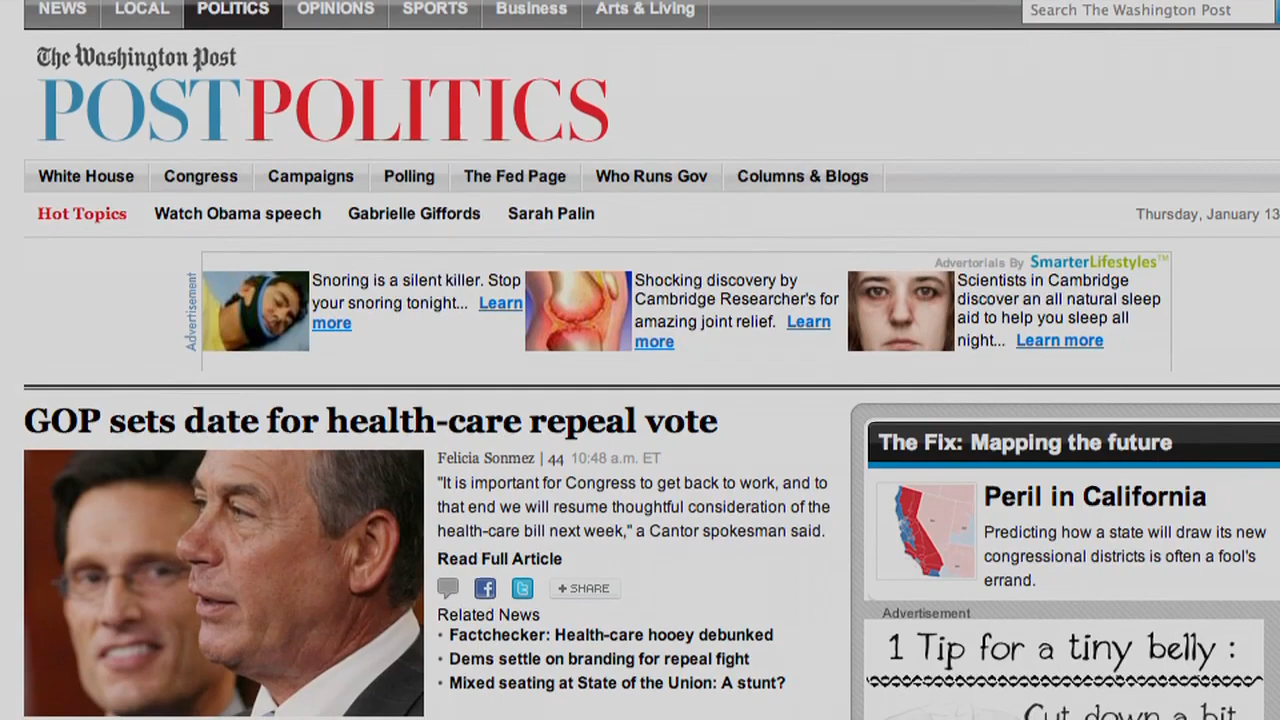 NEWS LOCAL POLITICS OPINIONS SPORTS Business Arts & Living Search The Washington Post
The Washington Post
POSTPOLITICS
White House Congress Campaigns Polling The Fed Page Who Runs Gov Columns & Blogs
Hot Topics Watch Obama speech Gabrielle Giffords Sarah Palin Thursday, January 13
Advertisement
Advertorials By SmarterLifestyles™
Snoring is a silent killer. Stop
your snoring tonight... Learn
more
Shocking discovery by
Cambridge Researcher's for
amazing joint relief. Learn
more
Scientists in Cambridge
discover an all natural sleep
aid to help you sleep all
night... Learn more
GOP sets date for health-care repeal vote
Felicia Sonmez | 44 10:48 a.m. ET
"It is important for Congress to get back to work, and to
that end we will resume thoughtful consideration of the
health-care bill next week," a Cantor spokesman said.
Read Full Article
+ SHARE
Related News
• Factchecker: Health-care hooey debunked
• Dems settle on branding for repeal fight
• Mixed seating at State of the Union: A stunt?
The Fix: Mapping the future
Peril in California
Predicting how a state will draw its new
congressional districts is often a fool's
errand.
Advertisement
1 Tip for a tiny belly :
Cut down a bit